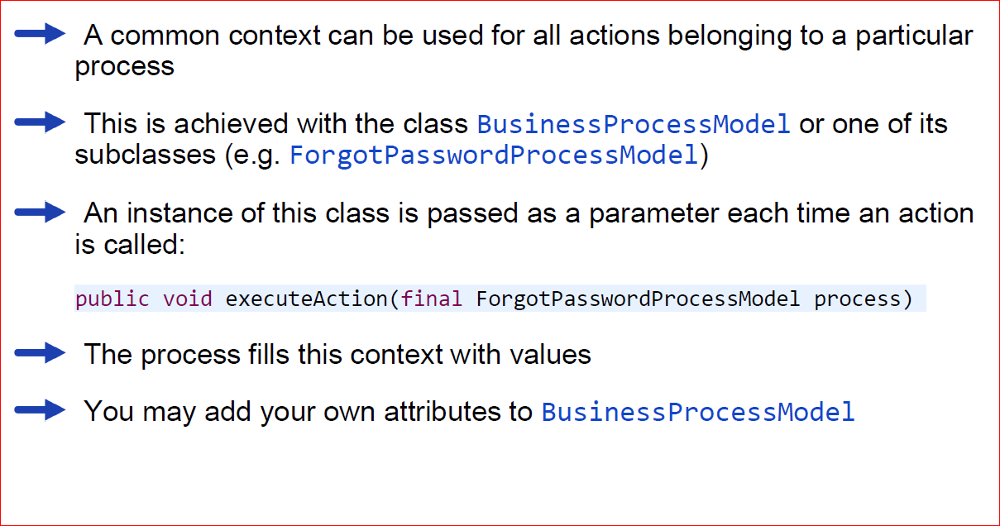 A common context can be used for all actions belonging to a particular
process
This is achieved with the class BusinessProcessModel or one of its
subclasses (e.g. ForgotPasswordProcessModel)
An instance of this class is passed as a parameter each time an action
is called:
public void executeAction(final ForgotPasswordProcessModel process)
The process fills this context with values
You may add your own attributes to BusinessProcessModel